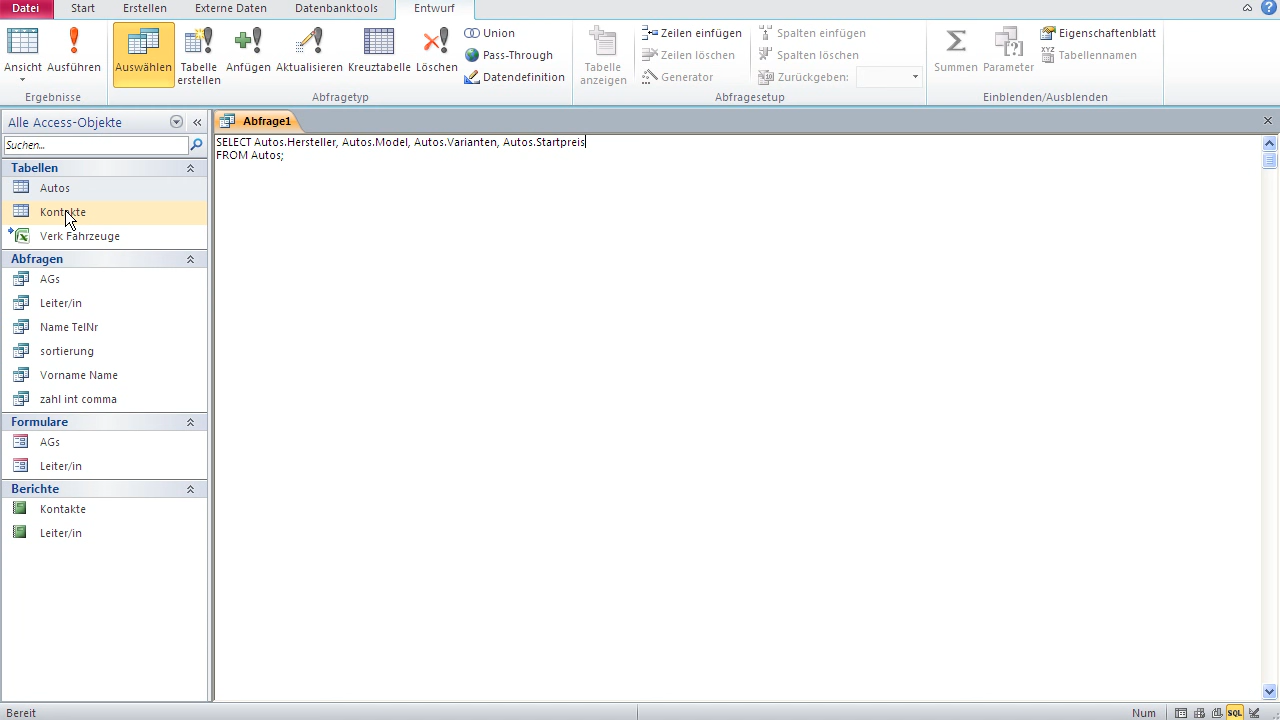 Datei Start Erstellen Externe Daten Datenbanktools Entwurf
Ansicht Ausführen
Ergebnisse
Auswählen Tabelle erstellen Anfügen Aktualisieren Kreuztabelle Löschen
Union
Pass-Through
Datendefinition
Abfragetyp
Tabelle anzeigen
Zeilen einfügen
Zeilen löschen
Generator
Spalten einfügen
Spalten löschen
Zurückgeben:
Abfragesetup
Summen Parameter
Eigenschaftenblatt
XYZ Tabellennamen
Einblenden/Ausblenden
Alle Access-Objekte
Suchen...
Tabellen
Autos
Kontakte
Verk Fahrzeuge
Abfragen
AGs
Leiter/in
Name TelNr
sortierung
Vorname Name
zahl int comma
Formulare
AGs
Leiter/in
Berichte
Kontakte
Leiter/in
Abfrage1
SELECT Autos.Hersteller, Autos.Model, Autos.Varianten, Autos.Startpreis
FROM Autos;
Bereit
Num
SQL